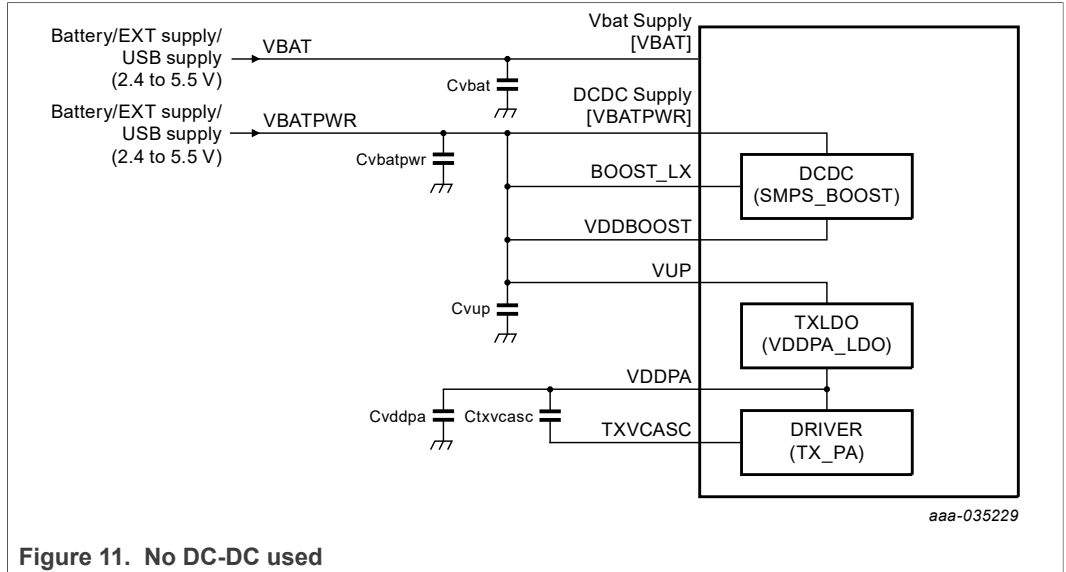 Battery/EXT supply/
USB supply
(2.4 to 5.5 V)
VBAT
Vbat Supply
[VBAT]
Cvbat
Battery/EXT supply/
USB supply
(2.4 to 5.5 V)
VBATPWR
DCDC Supply
[VBATPWR]
Cvbatpwr
BOOST_LX
DCDC
(SMPS_BOOST)
VDDBOOST
VUP
Cvup
TXLDO
(VDDPA_LDO)
VDDPA
Cvddpa
Ctxvcasc
TXVCASC
DRIVER
(TX_PA)
aaa-035229
Figure 11. No DC-DC used